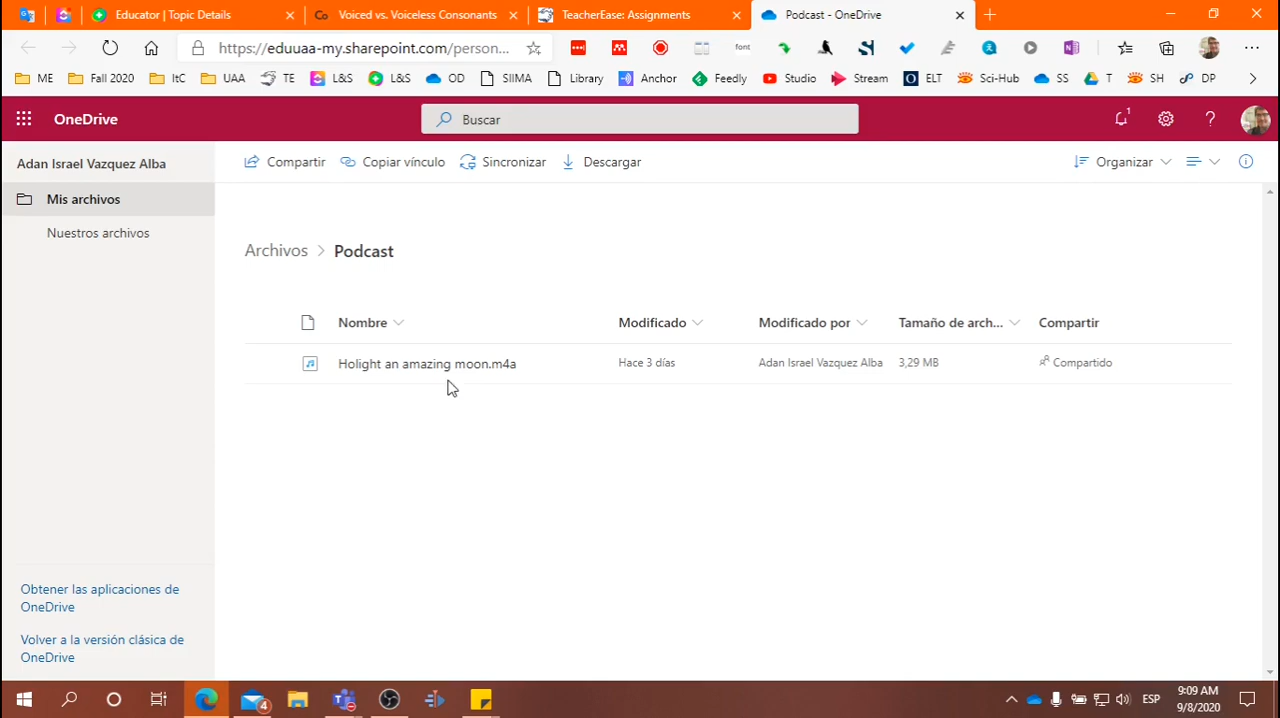 Educator | Topic Details
Voiced vs. Voiceless Consonants
TeacherEase: Assignments
Podcast - OneDrive
https://eduuaa-my.sharepoint.com/person...
font
ME
Fall 2020
ItC
UAA
TE
L&S
L&S
OD
SIIMA
Library
Anchor
Feedly
Studio
Stream
ELT
Sci-Hub
SS
T
SH
DP
OneDrive
Buscar
1
Adan Israel Vazquez Alba
Compartir
Copiar vínculo
Sincronizar
Descargar
Organizar
Mis archivos
Nuestros archivos
Archivos > Podcast
Nombre
Modificado
Modificado por
Tamaño de arch...
Compartir
Holight an amazing moon.m4a
Hace 3 días
Adan Israel Vazquez Alba
3,29 MB
Compartido
Obtener las aplicaciones de
OneDrive
Volver a la versión clásica de
OneDrive
4
ESP
9:09 AM
9/8/2020